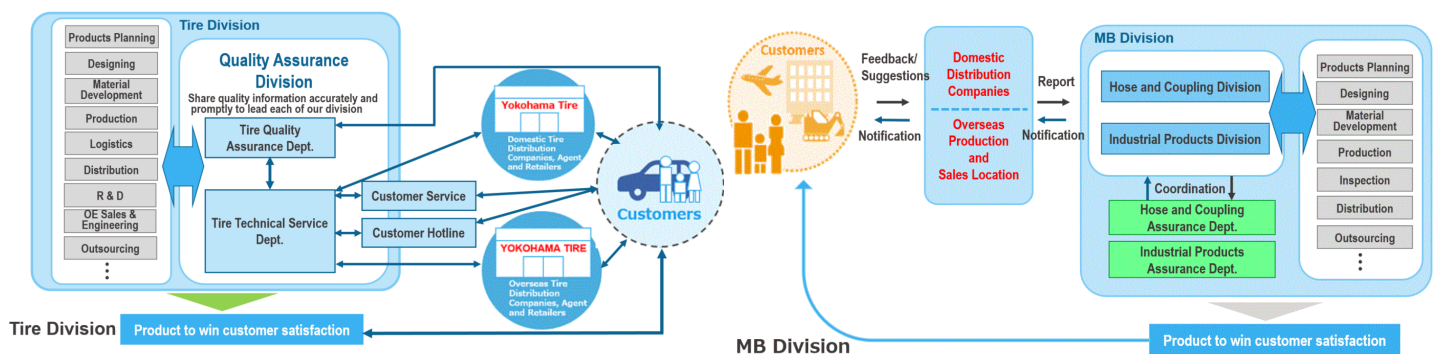 Tire Division
Products Planning
Designing
Material
Development
Production
Logistics
Distribution
R & D
OE Sales &
Engineering
Outsourcing
Quality Assurance
Division
Share quality information accurately and
promptly to lead each of our division
Tire Quality
Assurance Dept.
Tire Technical Service
Dept.
Customer Service
Customer Hotline
Yokohama Tire
Domestic Tire
Distribution
Companies, Agent
and Retailers
YOKOHAMA TIRE
Overseas Tire
Distribution
Companies, Agent
and Retailers
Customers
Tire Division
Product to win customer satisfaction
Customers
Feedback/
Suggestions
Notification
Domestic
Distribution
Companies
Overseas
Production
and
Sales Location
Report
Notification
MB Division
Hose and Coupling Division
Industrial Products Division
Coordination
Hose and Coupling
Assurance Dept.
Industrial Products
Assurance Dept.
Products Planning
Designing
Material
Development
Production
Inspection
Distribution
Outsourcing
MB Division
Product to win customer satisfaction